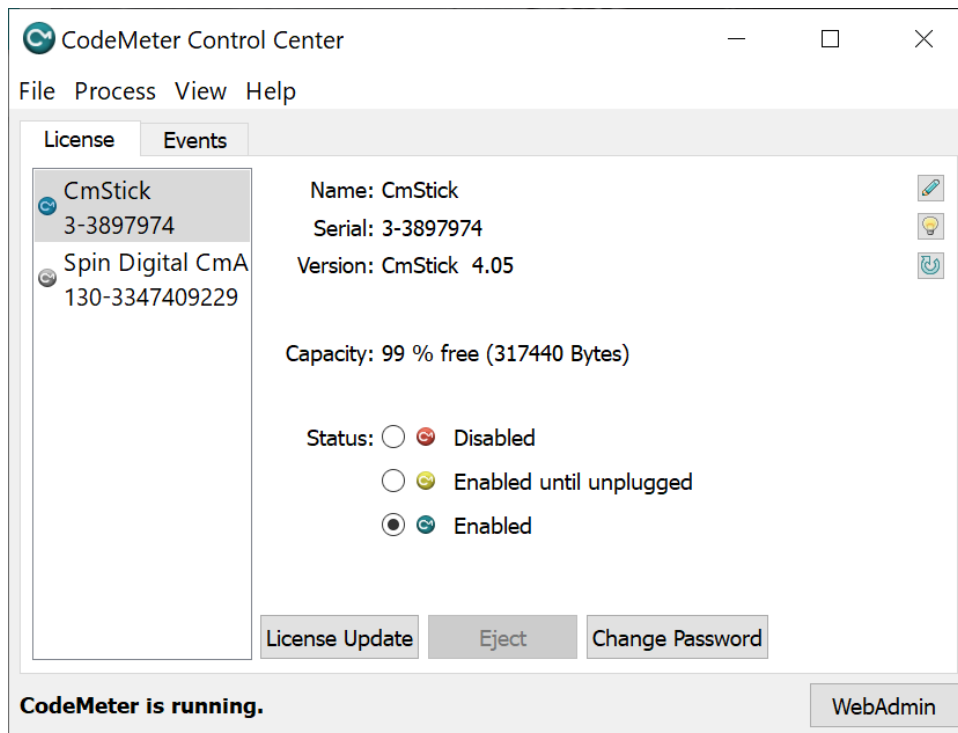 CodeMeter Control Center
File Process View Help
License Events
CmStick
3-3897974
Spin Digital CmA
130-3347409229
Name: CmStick
Serial: 3-3897974
Version: CmStick 4.05
Capacity: 99 % free (317440 Bytes)
Status: Disabled
Enabled until unplugged
Enabled
License Update Eject Change Password
CodeMeter is running. WebAdmin